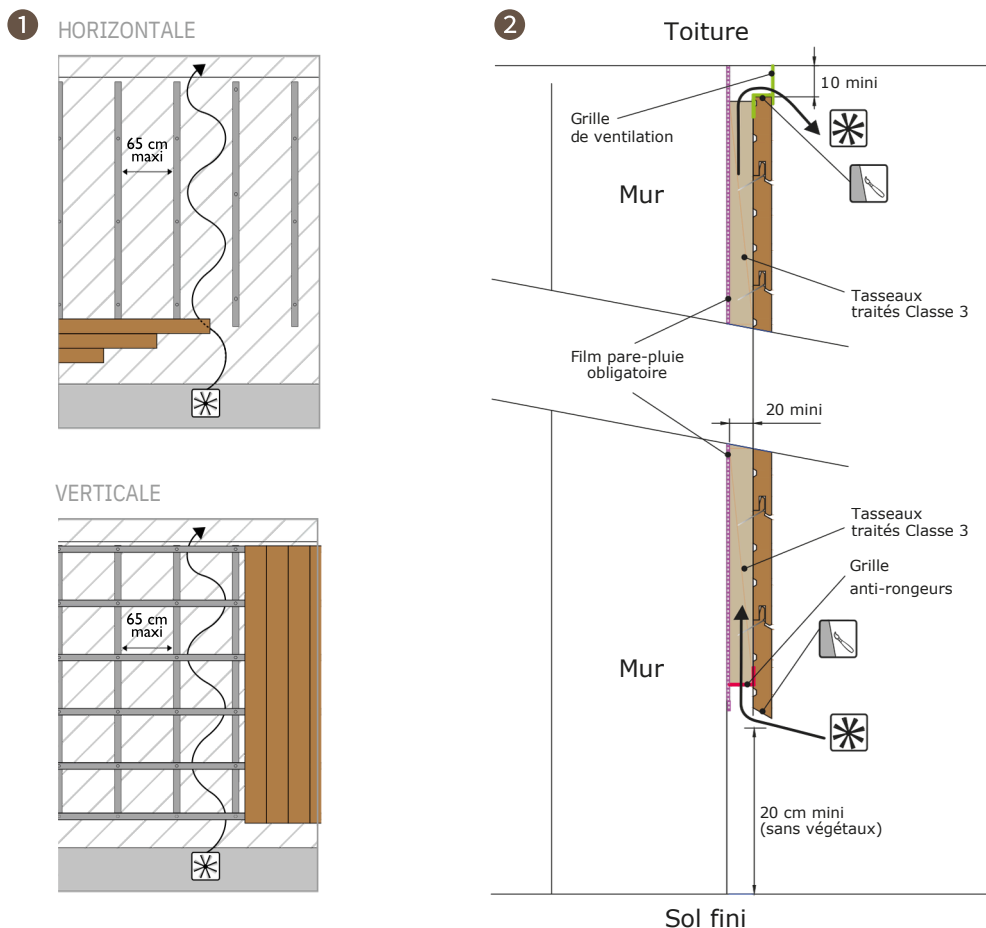 1
HORIZONTALE
65 cm
maxi
VERTICALE
65 cm
maxi
2
Toiture
10 mini
Grille
de ventilation
Mur
Tasseaux
traités Classe 3
Film pare-pluie
obligatoire
20 mini
Tasseaux
traités Classe 3
Grille
anti-rongeurs
Mur
20 cm mini
(sans végétaux)
Sol fini